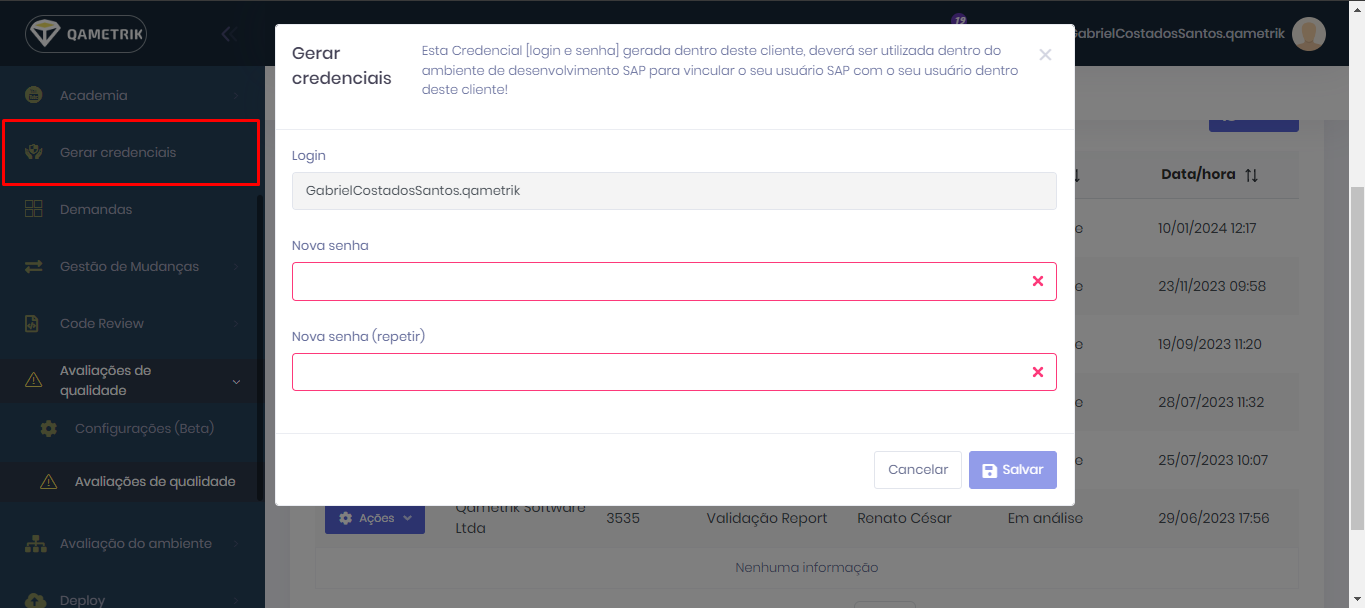 QAMETRIK
19
GabrielCostadosSantos.qametrik
Academia
Gerar credenciais
Demandas
Gestão de Mudanças
Code Review
Avaliações de
qualidade
Configurações (Beta)
Avaliações de qualidade
Avaliação do ambiente
Deploy
Gerar
credenciais
Esta Credencial [login e senha] gerada dentro deste cliente, deverá ser utilizada dentro do
ambiente de desenvolvimento SAP para vincular o seu usuário SAP com o seu usuário dentro
deste cliente!
Login
GabrielCostadosSantos.qametrik
Nova senha
Nova senha (repetir)
Cancelar
Salvar
Data/hora
10/01/2024 12:17
23/11/2023 09:58
19/09/2023 11:20
28/07/2023 11:32
25/07/2023 10:07
Ações
Qametrik Software
Ltda
3535
Validação Report
Renato César
Em análise
29/06/2023 17:56
Nenhuma informação